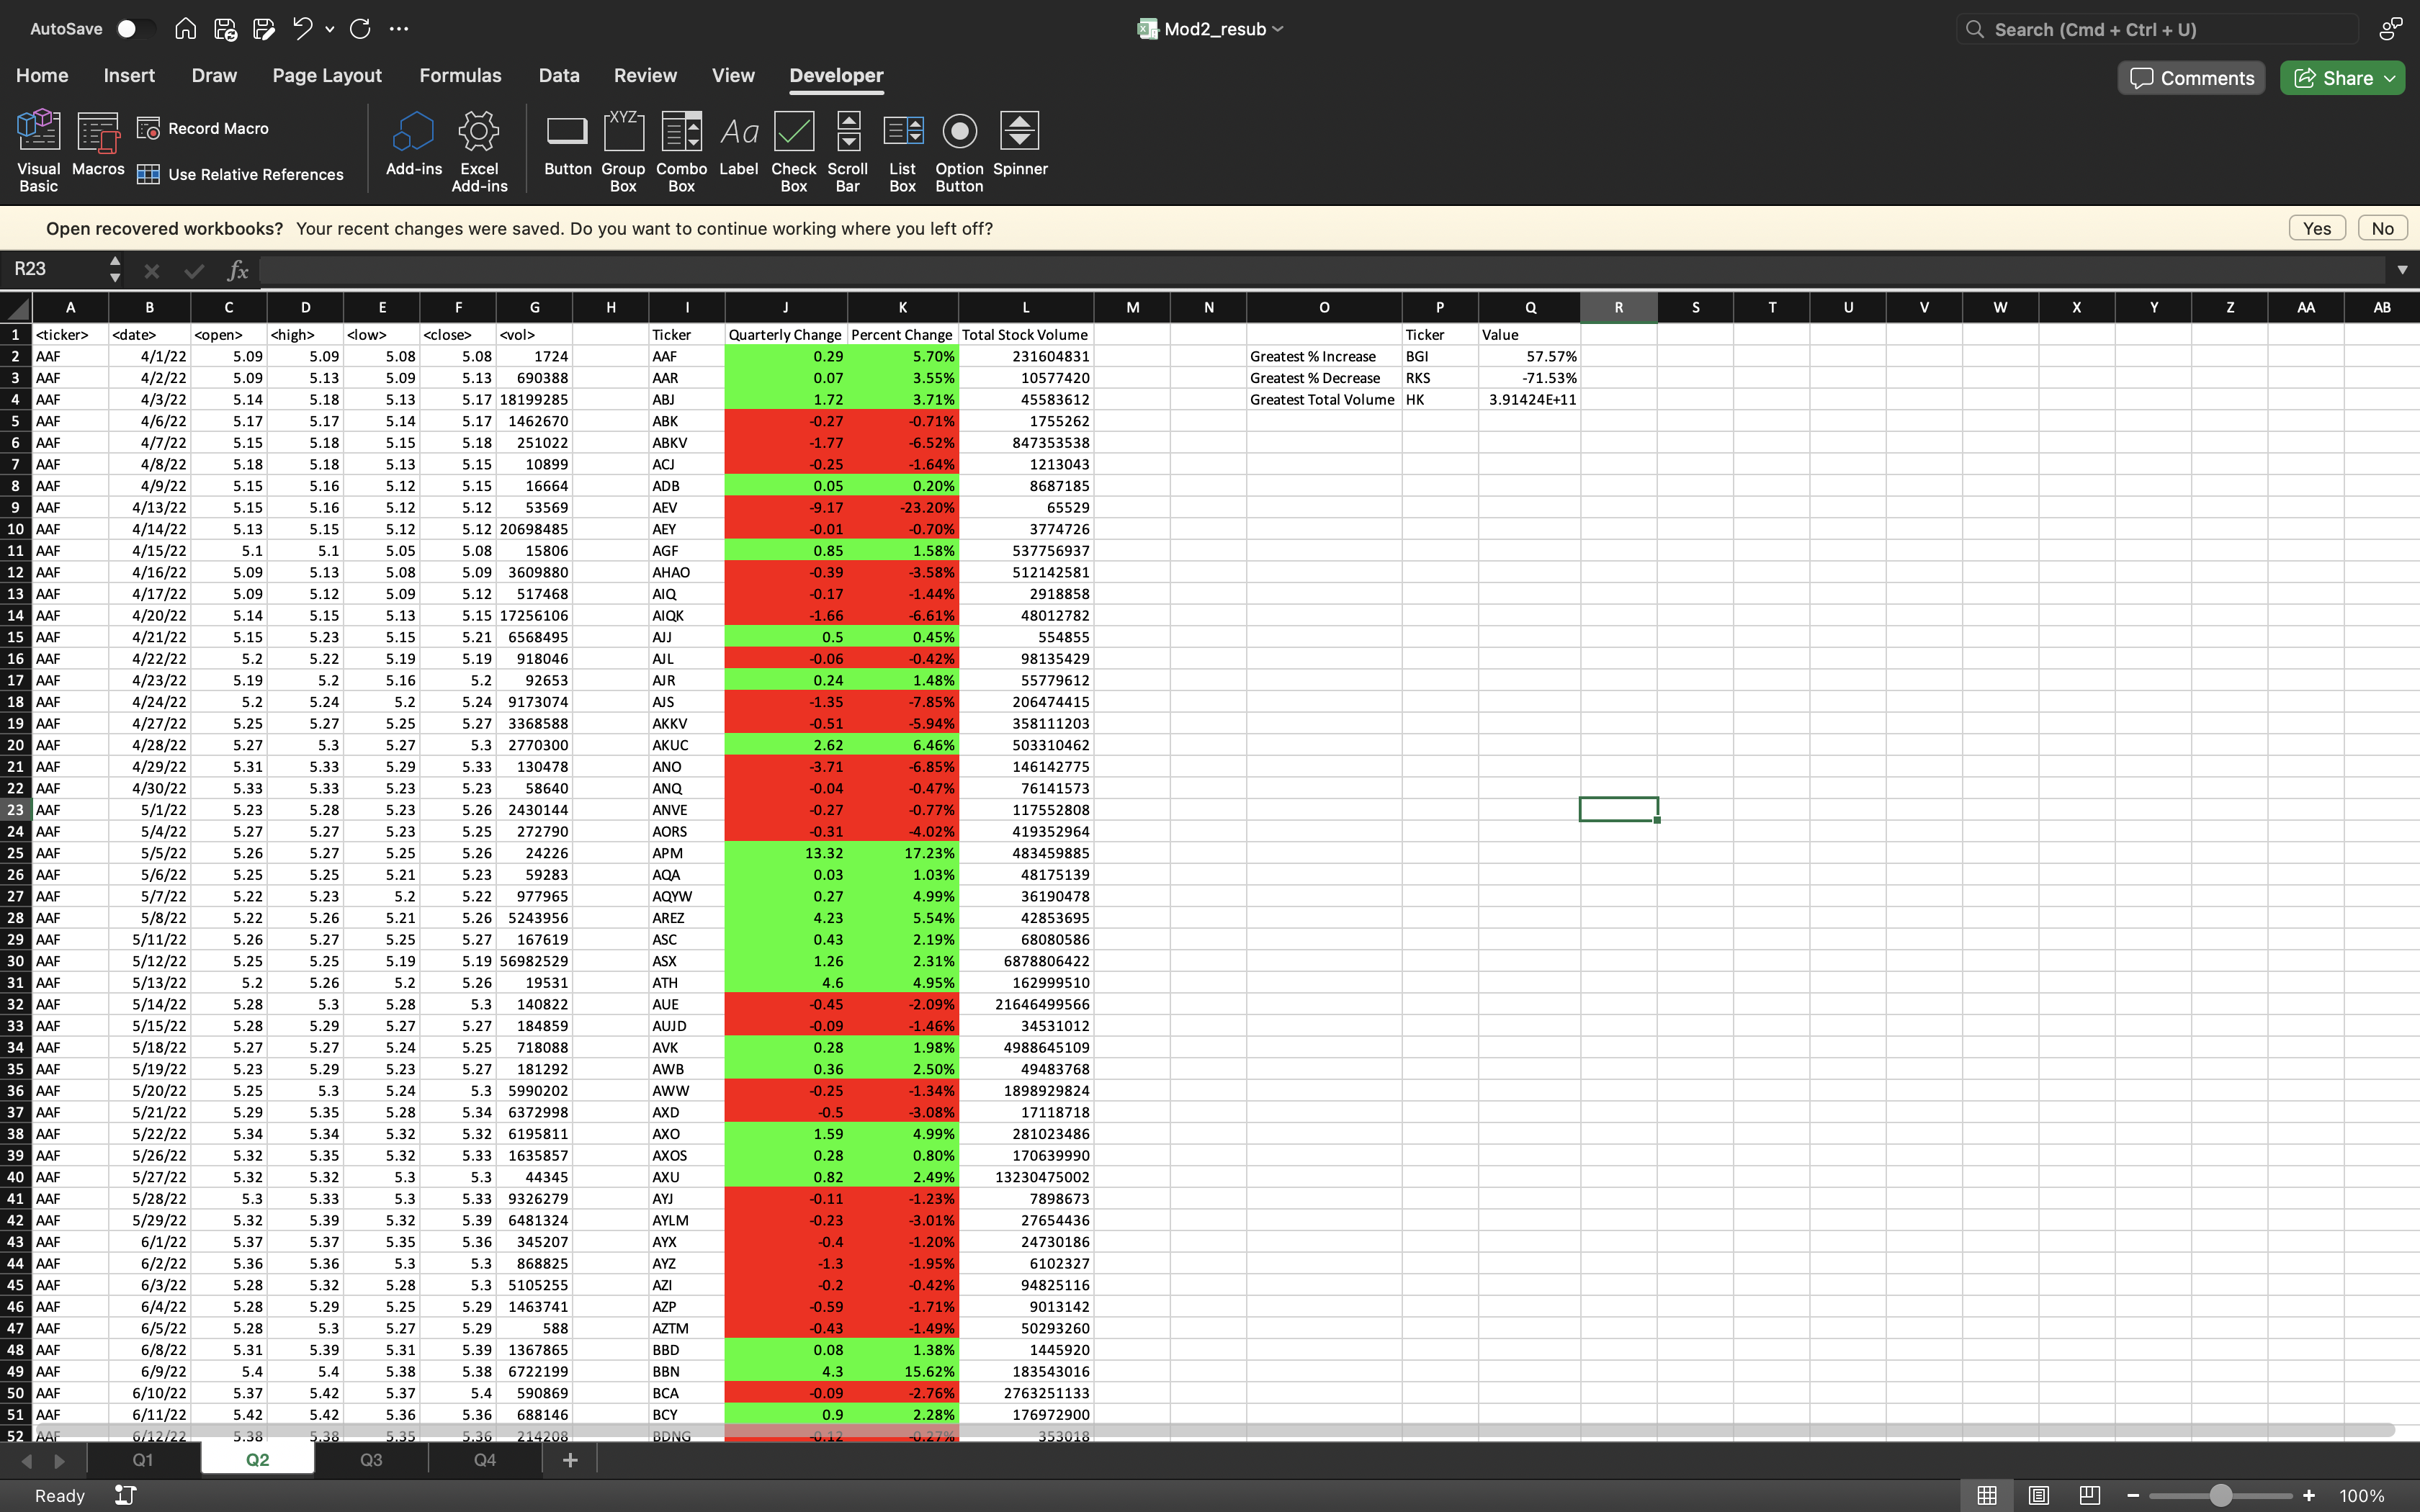 AutoSave Mod2_resub Search (Cmd + Ctrl + U)
Home Insert Draw Page Layout Formulas Data Review View Developer Comments Share
Visual Basic Macros Record Macro Use Relative References Add-ins Excel Add-ins Button Group Box Combo Box Label Check Box Scroll Bar List Box Option Button Spinner
Open recovered workbooks? Your recent changes were saved. Do you want to continue working where you left off? Yes No
R23 fx
A B C D E F G H I J K L M N O P Q R S T U V W X Y Z AA AB
1 <ticker> <date> <open> <high> <low> <close> <vol> Ticker Quarterly Change Percent Change Total Stock Volume Ticker Value
2 AAF 4/1/22 5.09 5.09 5.08 5.08 1724 AAF 0.29 5.70% 231604831 Greatest % Increase BGI 57.57%
3 AAF 4/2/22 5.09 5.13 5.09 5.13 690388 AAR 0.07 3.55% 10577420 Greatest % Decrease RKS -71.53%
4 AAF 4/3/22 5.14 5.18 5.13 5.17 18199285 ABJ 1.72 3.71% 45583612 Greatest Total Volume HK 3.91424E+11
5 AAF 4/6/22 5.17 5.17 5.14 5.17 1462670 ABK -0.27 -0.71% 1755262
6 AAF 4/7/22 5.15 5.18 5.15 5.18 251022 ABKV -1.77 -6.52% 847353538
7 AAF 4/8/22 5.18 5.18 5.13 5.15 10899 ACJ -0.25 -1.64% 1213043
8 AAF 4/9/22 5.15 5.16 5.12 5.15 16664 ADB 0.05 0.20% 8687185
9 AAF 4/13/22 5.15 5.16 5.12 5.12 53569 AEV -9.17 -23.20% 65529
10 AAF 4/14/22 5.13 5.15 5.12 5.12 20698485 AEY -0.01 -0.70% 3774726
11 AAF 4/15/22 5.1 5.1 5.05 5.08 15806 AGF 0.85 1.58% 537756937
12 AAF 4/16/22 5.09 5.13 5.08 5.09 3609880 AHAO -0.39 -3.58% 512142581
13 AAF 4/17/22 5.09 5.12 5.09 5.12 517468 AIQ -0.17 -1.44% 2918858
14 AAF 4/20/22 5.14 5.15 5.13 5.15 17256106 AIQK -1.66 -6.61% 48012782
15 AAF 4/21/22 5.15 5.23 5.15 5.21 6568495 AJJ 0.5 0.45% 554855
16 AAF 4/22/22 5.2 5.22 5.19 5.19 918046 AJL -0.06 -0.42% 98135429
17 AAF 4/23/22 5.19 5.2 5.16 5.2 92653 AJR 0.24 1.48% 55779612
18 AAF 4/24/22 5.2 5.24 5.2 5.24 9173074 AJS -1.35 -7.85% 206474415
19 AAF 4/27/22 5.25 5.27 5.25 5.27 3368588 AKKV -0.51 -5.94% 358111203
20 AAF 4/28/22 5.27 5.3 5.27 5.3 2770300 AKUC 2.62 6.46% 503310462
21 AAF 4/29/22 5.31 5.33 5.29 5.33 130478 ANO -3.71 -6.85% 146142775
22 AAF 4/30/22 5.33 5.33 5.23 5.23 58640 ANQ -0.04 -0.47% 76141573
23 AAF 5/1/22 5.23 5.28 5.23 5.26 2430144 ANVE -0.27 -0.77% 117552808
24 AAF 5/4/22 5.27 5.27 5.23 5.25 272790 AORS -0.31 -4.02% 419352964
25 AAF 5/5/22 5.26 5.27 5.25 5.26 24226 APM 13.32 17.23% 483459885
26 AAF 5/6/22 5.25 5.25 5.21 5.23 59283 AQA 0.03 1.03% 48175139
27 AAF 5/7/22 5.22 5.23 5.2 5.22 977965 AQYW 0.27 4.99% 36190478
28 AAF 5/8/22 5.22 5.26 5.21 5.26 5243956 AREZ 4.23 5.54% 42853695
29 AAF 5/11/22 5.26 5.27 5.25 5.27 167619 ASC 0.43 2.19% 68080586
30 AAF 5/12/22 5.25 5.25 5.19 5.19 56982529 ASX 1.26 2.31% 6878806422
31 AAF 5/13/22 5.2 5.26 5.2 5.26 19531 ATH 4.6 4.95% 162999510
32 AAF 5/14/22 5.28 5.3 5.28 5.3 140822 AUE -0.45 -2.09% 21646499566
33 AAF 5/15/22 5.28 5.29 5.27 5.27 184859 AUJD -0.09 -1.46% 34531012
34 AAF 5/18/22 5.27 5.27 5.24 5.25 718088 AVK 0.28 1.98% 4988645109
35 AAF 5/19/22 5.23 5.29 5.23 5.27 181292 AWB 0.36 2.50% 49483768
36 AAF 5/20/22 5.25 5.3 5.24 5.3 5990202 AWW -0.25 -1.34% 1898929824
37 AAF 5/21/22 5.29 5.35 5.28 5.34 6372998 AXD -0.5 -3.08% 17118718
38 AAF 5/22/22 5.34 5.34 5.32 5.32 6195811 AXO 1.59 4.99% 281023486
39 AAF 5/26/22 5.32 5.35 5.32 5.33 1635857 AXOS 0.28 0.80% 170639990
40 AAF 5/27/22 5.32 5.32 5.3 5.3 44345 AXU 0.82 2.49% 13230475002
41 AAF 5/28/22 5.3 5.33 5.3 5.33 9326279 AYJ -0.11 -1.23% 7898673
42 AAF 5/29/22 5.32 5.39 5.32 5.39 6481324 AYLM -0.23 -3.01% 27654436
43 AAF 6/1/22 5.37 5.37 5.35 5.36 345207 AYX -0.4 -1.20% 24730186
44 AAF 6/2/22 5.36 5.36 5.3 5.3 868825 AYZ -1.3 -1.95% 6102327
45 AAF 6/3/22 5.28 5.32 5.28 5.3 5105255 AZI -0.2 -0.42% 94825116
46 AAF 6/4/22 5.28 5.29 5.25 5.29 1463741 AZP -0.59 -1.71% 9013142
47 AAF 6/5/22 5.28 5.3 5.27 5.29 588 AZTM -0.43 -1.49% 50293260
48 AAF 6/8/22 5.31 5.39 5.31 5.39 1367865 BBD 0.08 1.38% 1445920
49 AAF 6/9/22 5.4 5.4 5.38 5.38 6722199 BBN 4.3 15.62% 183543016
50 AAF 6/10/22 5.37 5.42 5.37 5.4 590869 BCA -0.09 -2.76% 2763251133
51 AAF 6/11/22 5.42 5.42 5.36 5.36 688146 BCY 0.9 2.28% 176972900
52 AAF 6/12/22 5.38 5.38 5.35 5.36 214208 BDNG -0.12 -0.27% 353018
Q1 Q2 Q3 Q4
Ready 100%